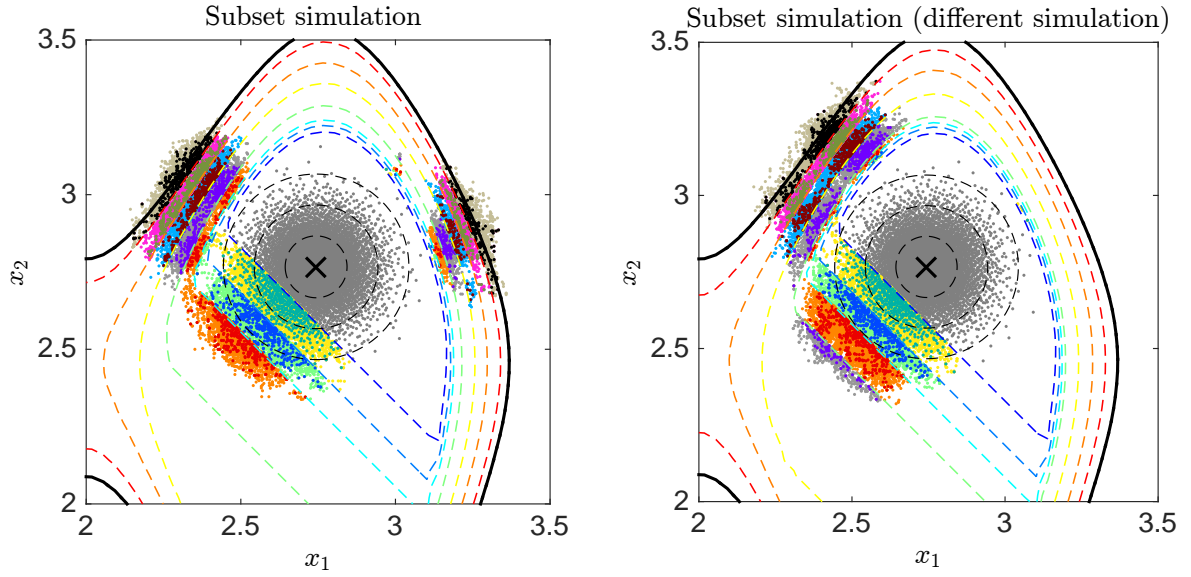 Subset simulation
3.5
3
2.5
2
x₂
2 2.5 3 3.5
x₁
Subset simulation (different simulation)
3.5
3
2.5
2
x₂
2 2.5 3 3.5
x₁